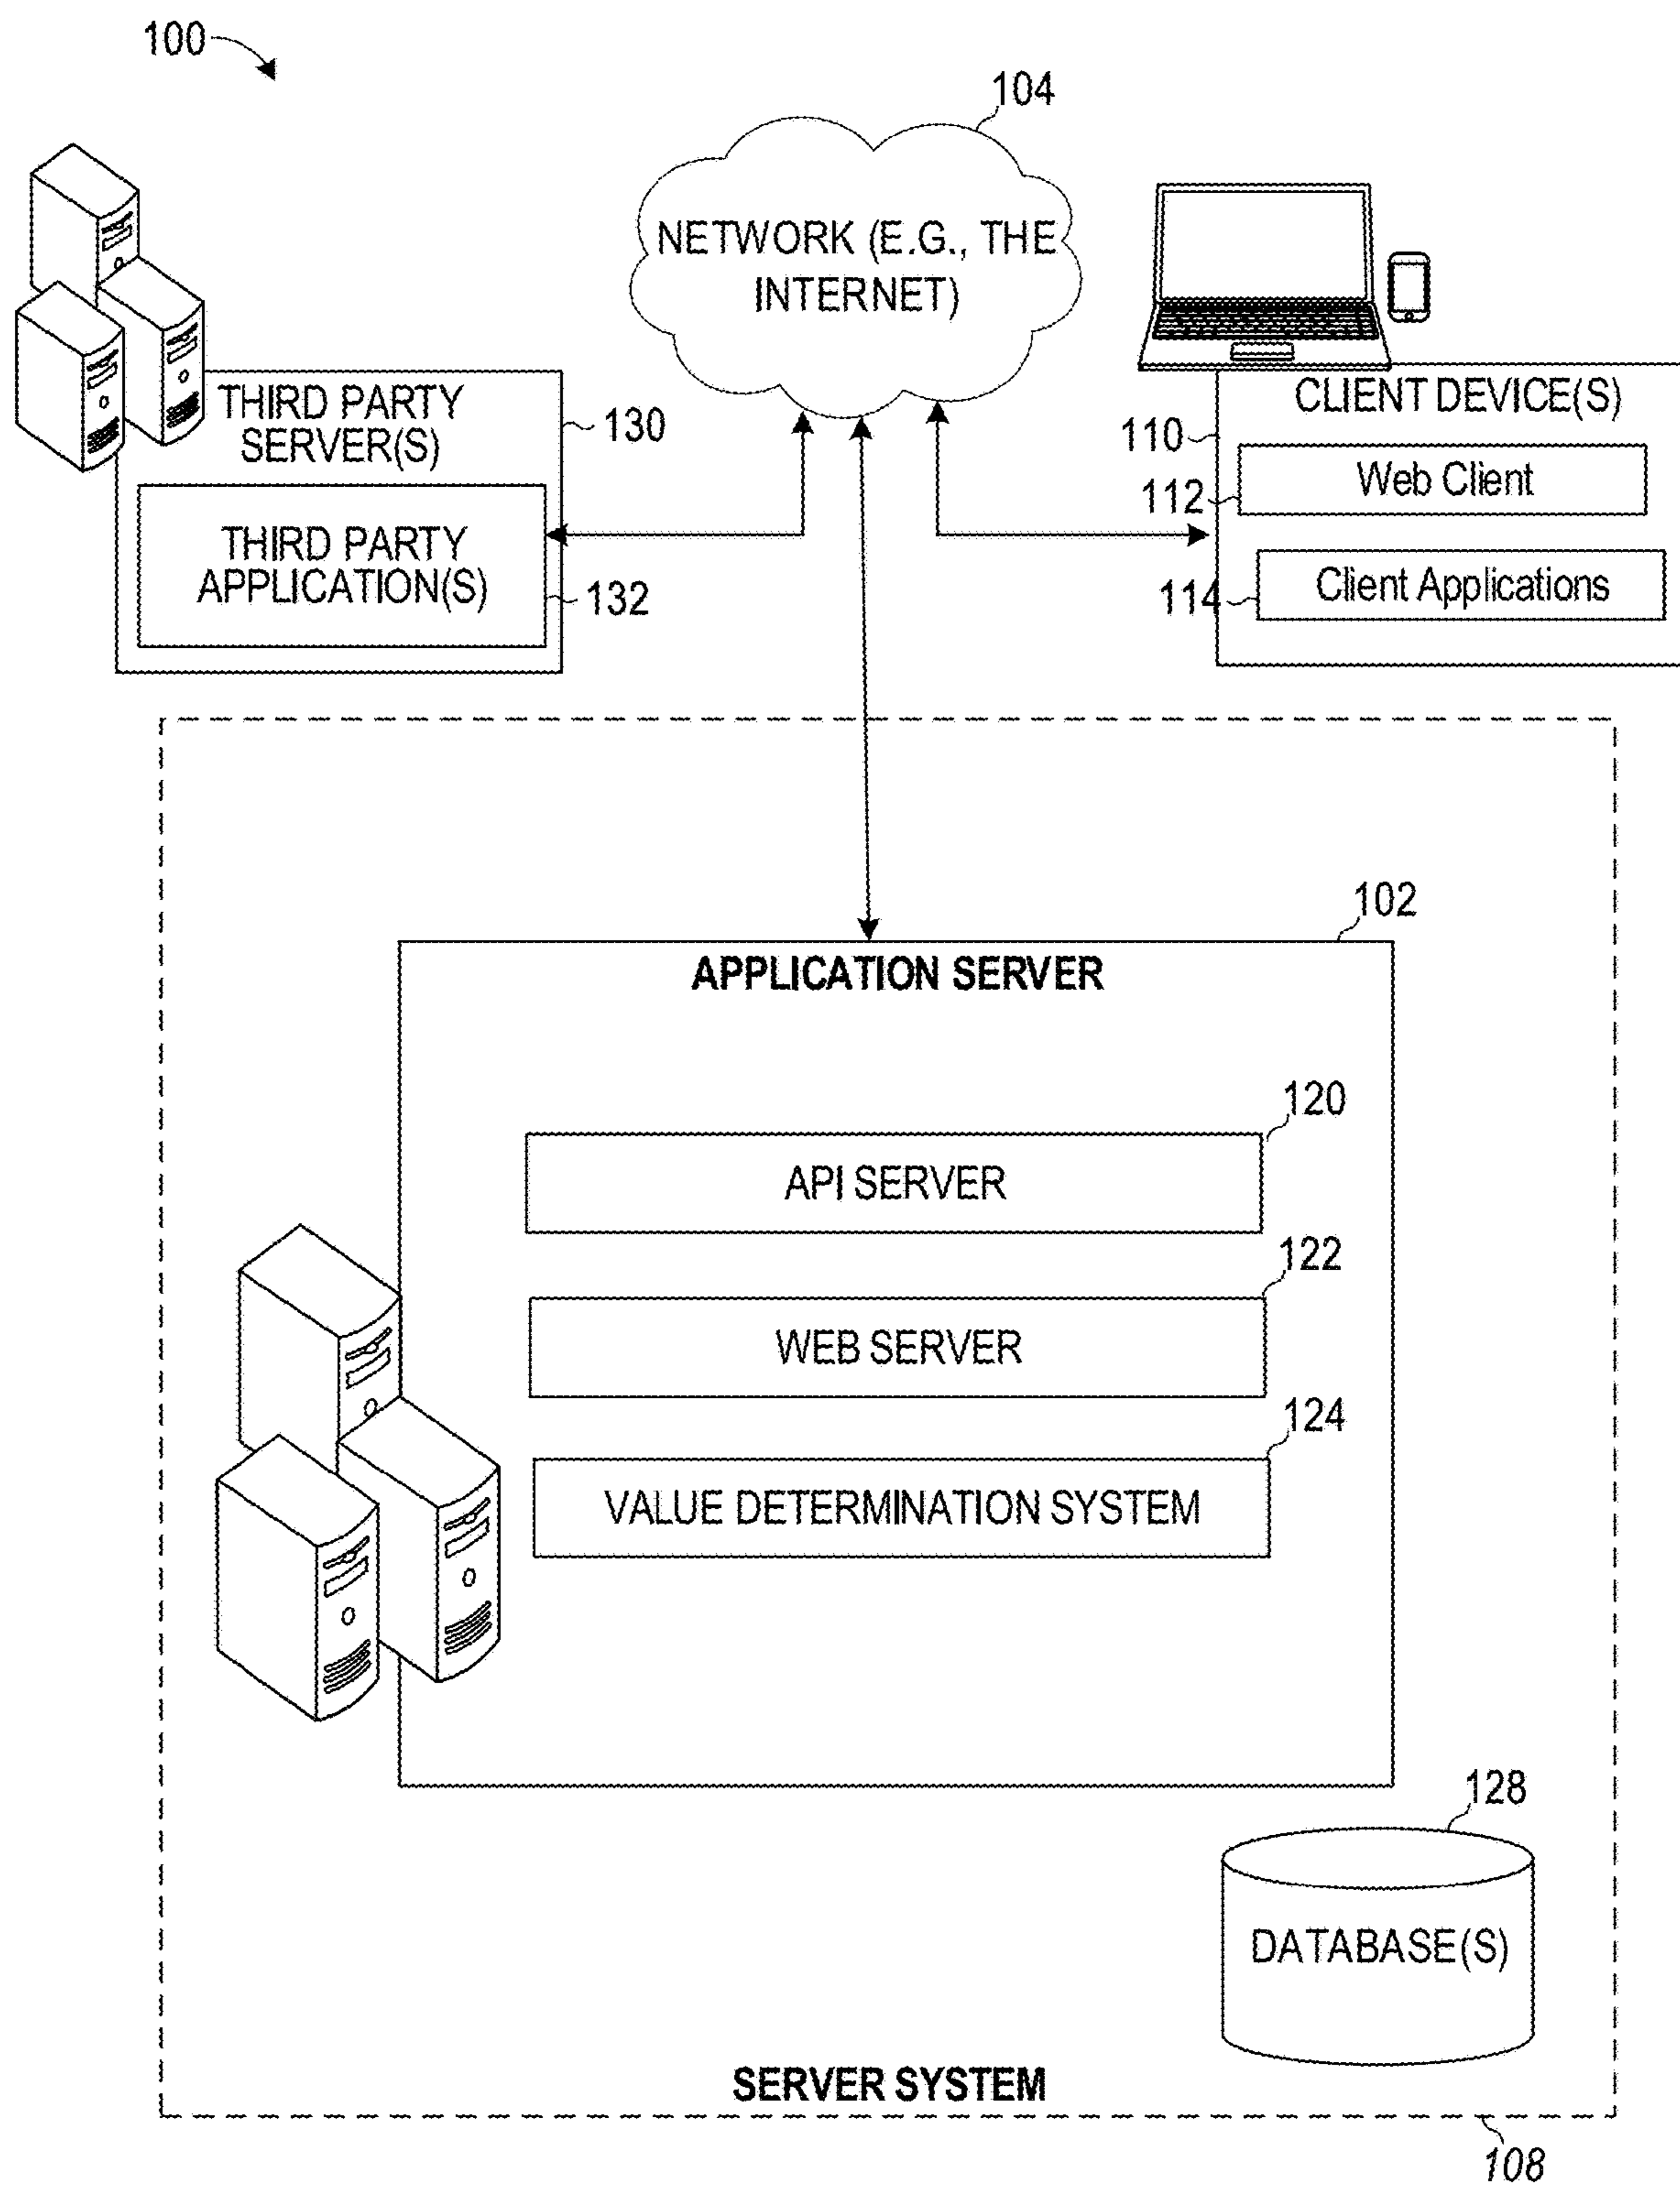 100
104
NETWORK (E.G., THE
INTERNET)
THIRD PARTY
SERVER(S)
130
THIRD PARTY
APPLICATION(S)
132
CLIENT DEVICE(S)
110
Web Client
112
Client Applications
114
102
APPLICATION SERVER
120
API SERVER
122
WEB SERVER
124
VALUE DETERMINATION SYSTEM
128
DATABASE(S)
SERVER SYSTEM
108